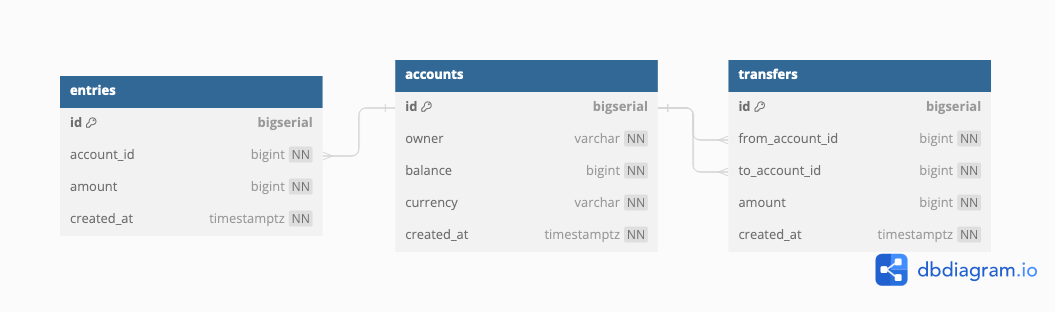 entries
id bigserial
account_id bigint NN
amount bigint NN
created_at timestamptz NN
accounts
id bigserial
owner varchar NN
balance bigint NN
currency varchar NN
created_at timestamptz NN
transfers
id bigserial
from_account_id bigint NN
to_account_id bigint NN
amount bigint NN
created_at timestamptz NN
dbdiagram.io